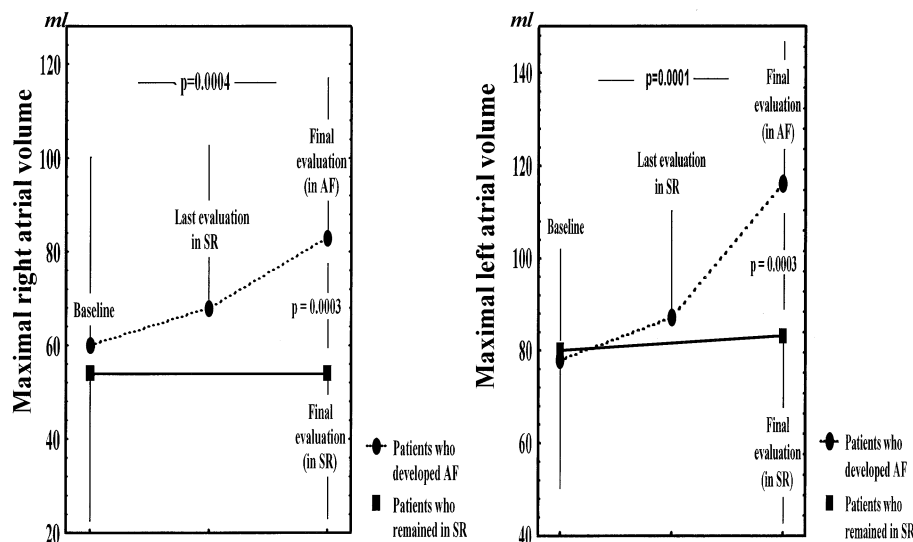 ml
Maximal right atrial volume
120
100
80
60
40
20
p=0.0004
Baseline
Last evaluation
in SR
Final
evaluation
(in AF)
p = 0.0003
Final
evaluation
(in SR)
Patients who
developed AF
Patients who
remained in SR
ml
Maximal left atrial volume
140
120
100
80
60
40
p=0.0001
Baseline
Last evaluation
in SR
Final
evaluation
(in AF)
p = 0.0003
Final
evaluation
(in SR)
Patients who
developed AF
Patients who
remained in SR